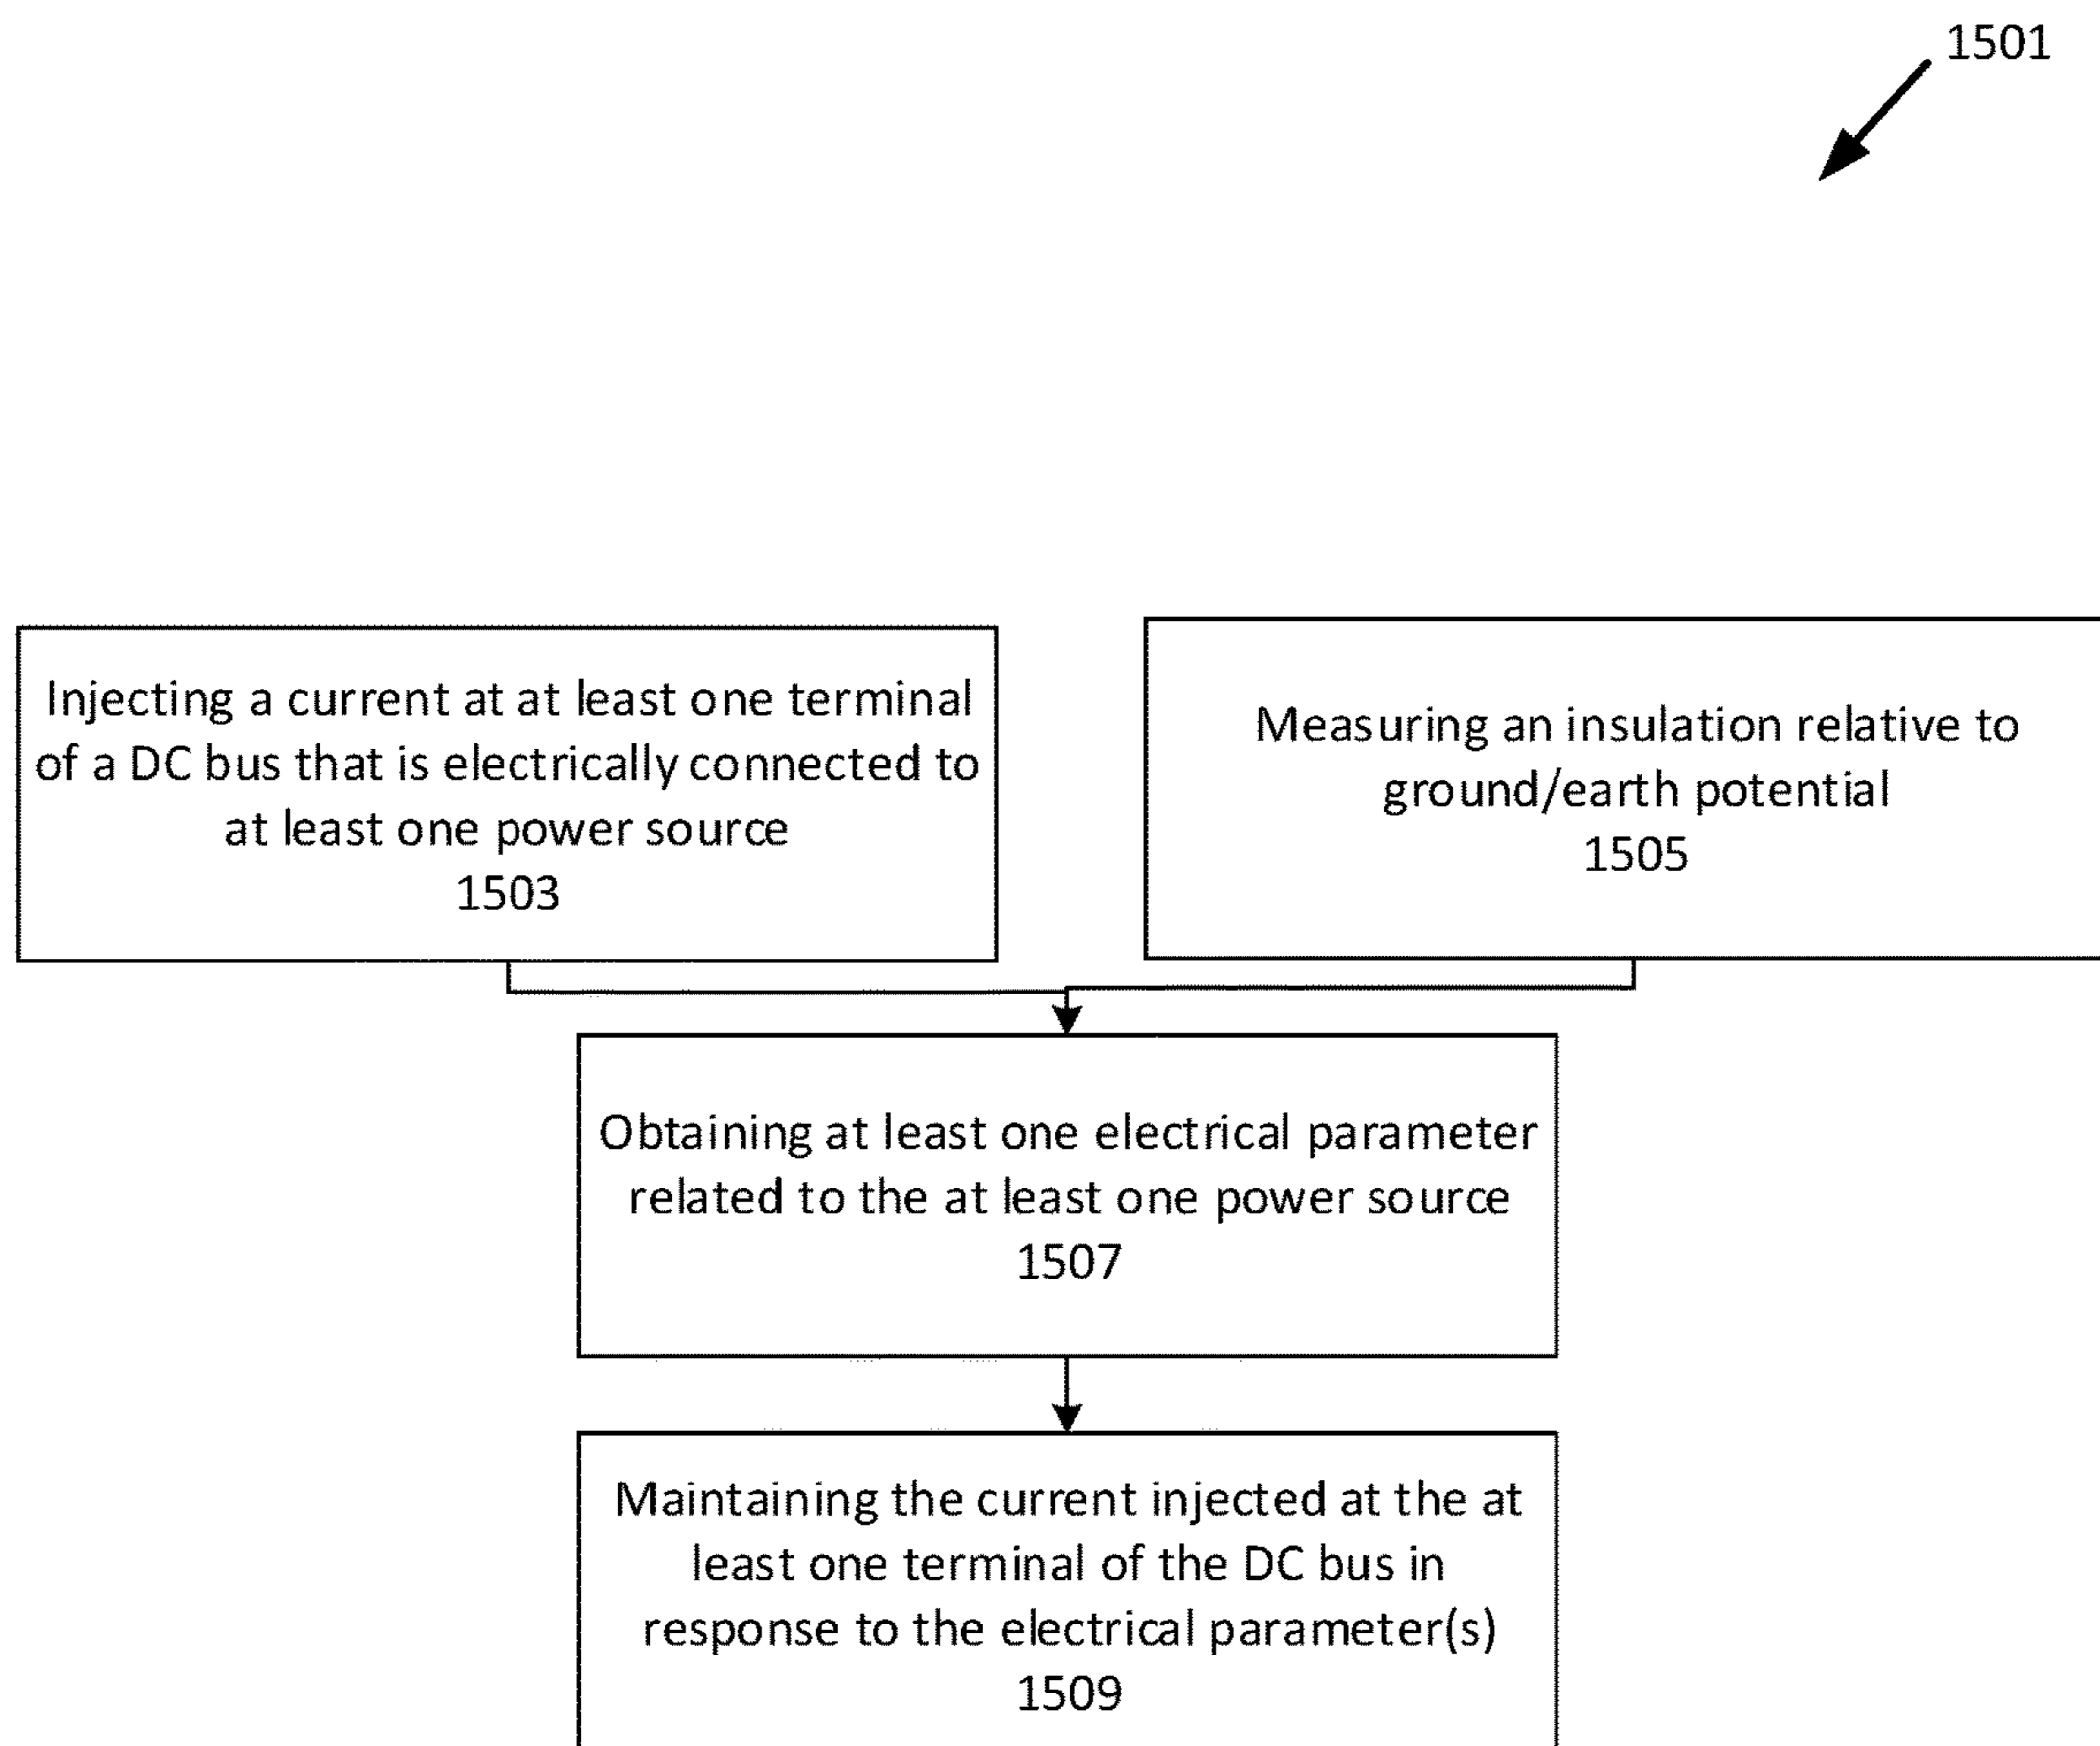 1501
Injecting a current at at least one terminal
of a DC bus that is electrically connected to
at least one power source
1503
Measuring an insulation relative to
ground/earth potential
1505
Obtaining at least one electrical parameter
related to the at least one power source
1507
Maintaining the current injected at the at
least one terminal of the DC bus in
response to the electrical parameter(s)
1509